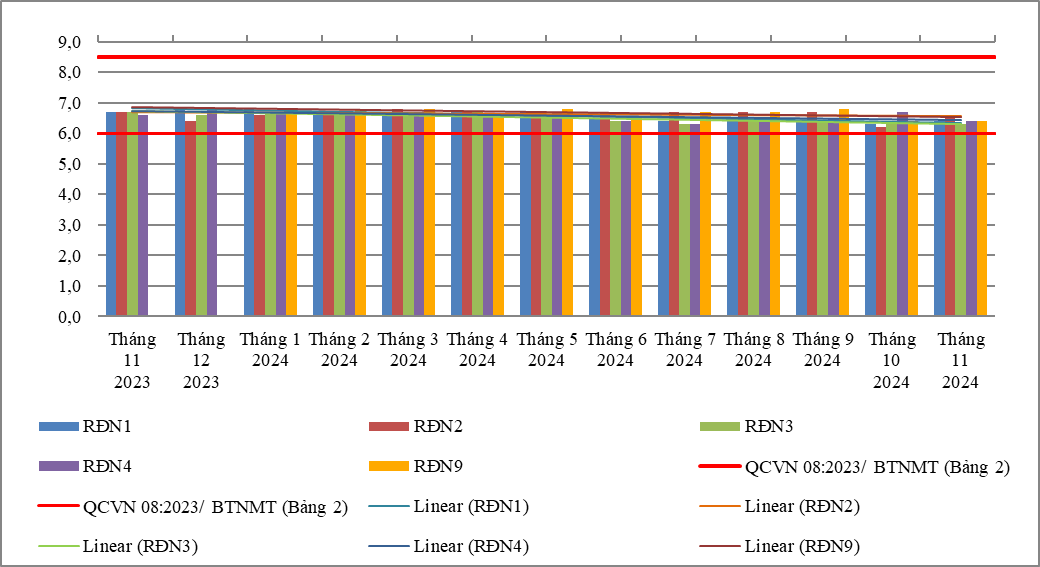 9,0
8,0
7,0
6,0
5,0
4,0
3,0
2,0
1,0
0,0
Tháng 11 2023
Tháng 12 2023
Tháng 1 2024
Tháng 2 2024
Tháng 3 2024
Tháng 4 2024
Tháng 5 2024
Tháng 6 2024
Tháng 7 2024
Tháng 8 2024
Tháng 9 2024
Tháng 10 2024
Tháng 11 2024
RĐN1
RĐN2
RĐN3
RĐN4
RĐN9
QCVN 08:2023/ BTNMT (Bảng 2)
QCVN 08:2023/ BTNMT (Bảng 2)
Linear (RĐN1)
Linear (RĐN2)
Linear (RĐN3)
Linear (RĐN4)
Linear (RĐN9)